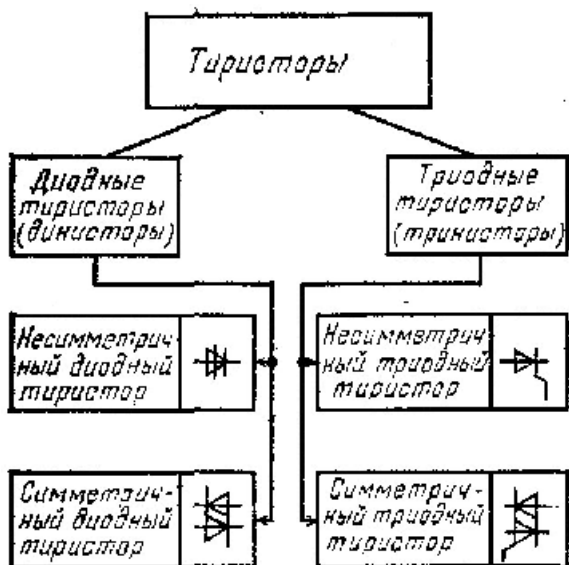 Тиристоры
Диодные
тиристоры
(динисторы)
Триодные
тиристоры
(тринисторы)
Несимметрич-
ный диодный
тиристор
Несимметрич-
ный триодный
тиристор
Симметрич-
ный диодный
тиристор
Симметрич-
ный триодный
тиристор